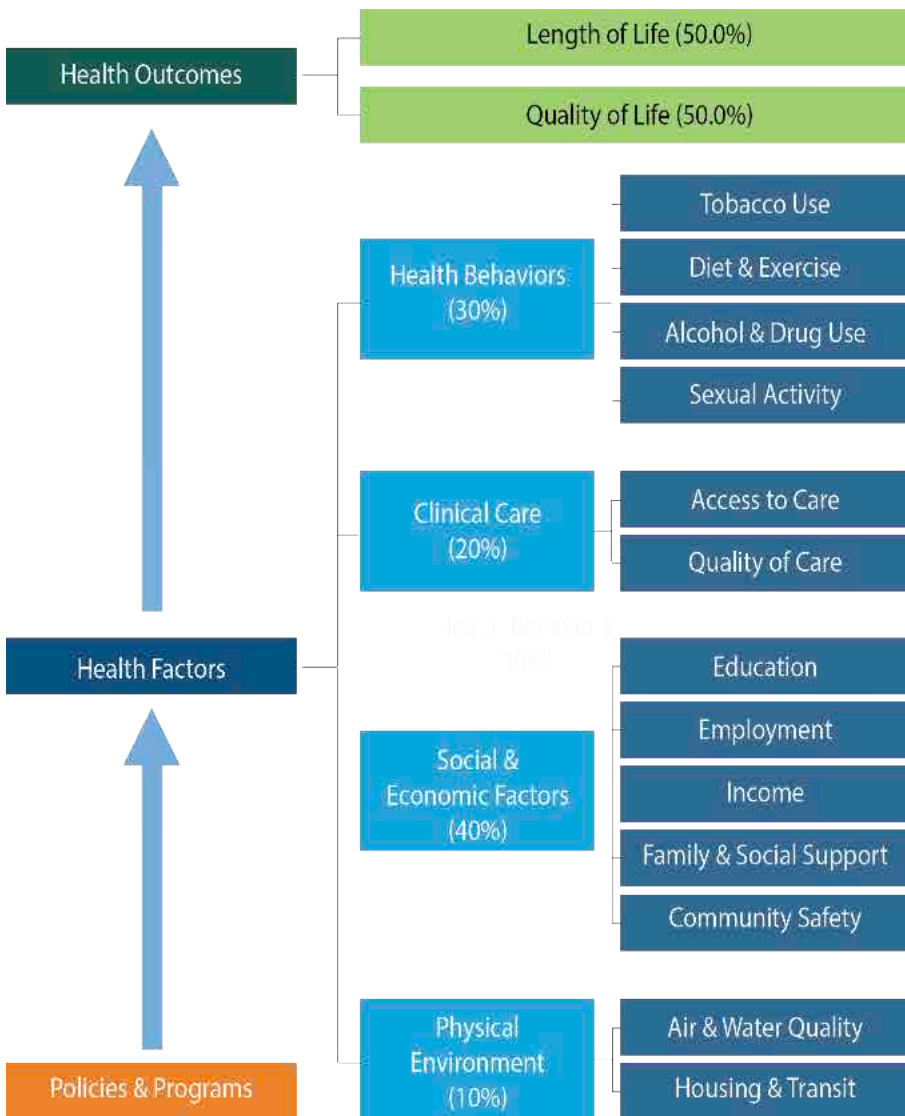 Health Outcomes
Length of Life (50.0%)
Quality of Life (50.0%)
Health Behaviors
(30%)
Tobacco Use
Diet & Exercise
Alcohol & Drug Use
Sexual Activity
Clinical Care
(20%)
Access to Care
Quality of Care
Health Factors
Social &
Economic Factors
(40%)
Education
Employment
Income
Family & Social Support
Community Safety
Physical
Environment
(10%)
Air & Water Quality
Housing & Transit
Policies & Programs